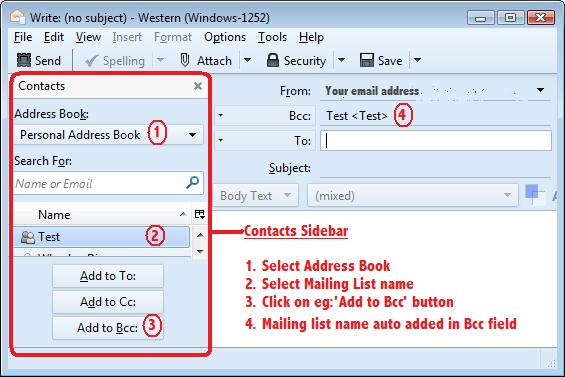 Write: (no subject) - Western (Windows-1252)
File Edit View Insert Format Options Tools Help
Send Spelling Attach Security Save
Contacts
Address Book:
Personal Address Book 1
Search For:
Name or Email
Name
Test 2
Add to To:
Add to Cc:
Add to Bcc: 3
From: Your email address
Bcc: Test <Test> 4
To:
Subject:
Body Text (mixed) A
Contacts Sidebar
1. Select Address Book
2. Select Mailing List name
3. Click on eg:'Add to Bcc' button
4. Mailing list name auto added in Bcc field